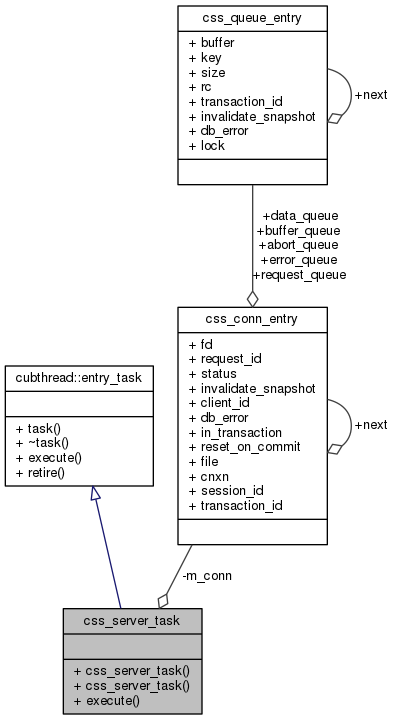 css_queue_entry
+ buffer
+ key
+ size
+ rc
+ transaction_id
+ invalidate_snapshot
+ db_error
+ lock
+next
+data_queue
+buffer_queue
+abort_queue
+error_queue
+request_queue
css_conn_entry
+ fd
+ request_id
+ status
+ invalidate_snapshot
+ client_id
+ db_error
+ in_transaction
+ reset_on_commit
+ file
+ cnxn
+ session_id
+ transaction_id
+next
cubthread::entry_task
+ task()
+ ~task()
+ execute()
+ retire()
-m_conn
css_server_task
+ css_server_task()
+ css_server_task()
+ execute()